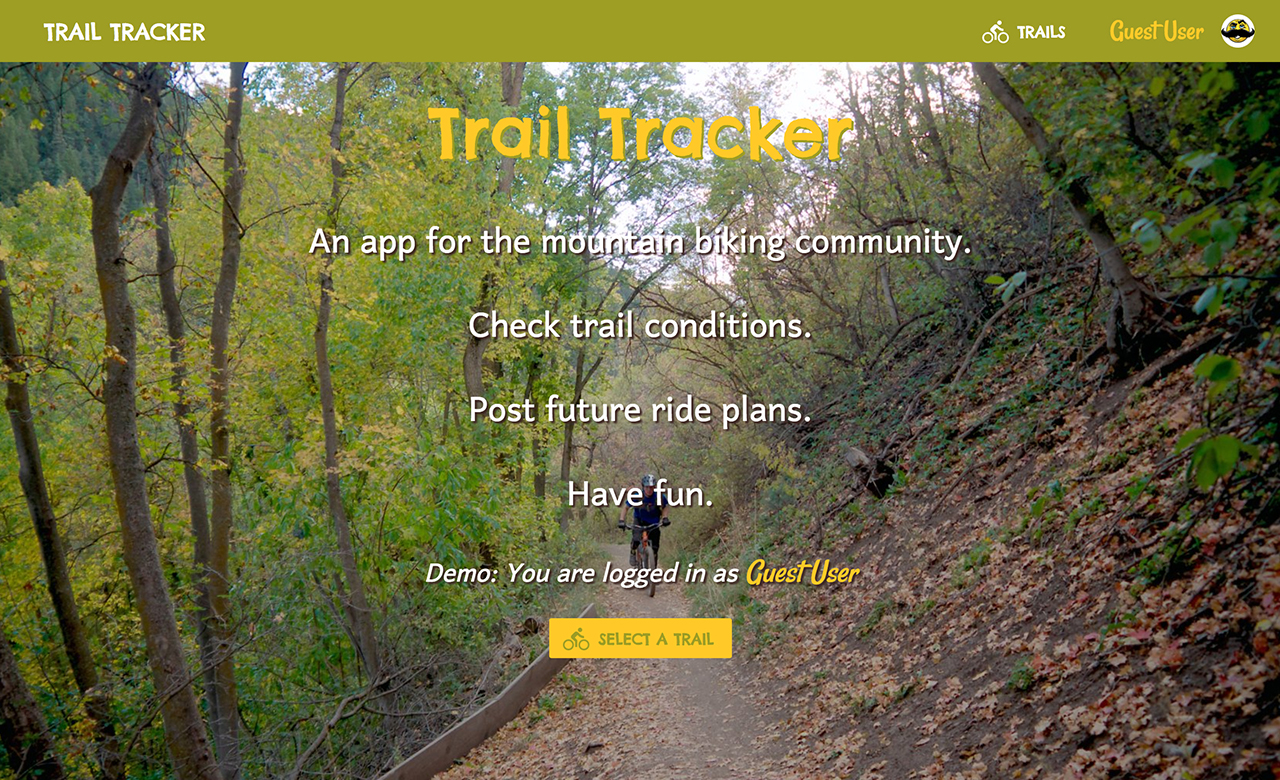 TRAIL TRACKER
TRAILS
Guest User
Trail Tracker
An app for the mountain biking community.
Check trail conditions.
Post future ride plans.
Have fun.
Demo: You are logged in as Guest User
SELECT A TRAIL